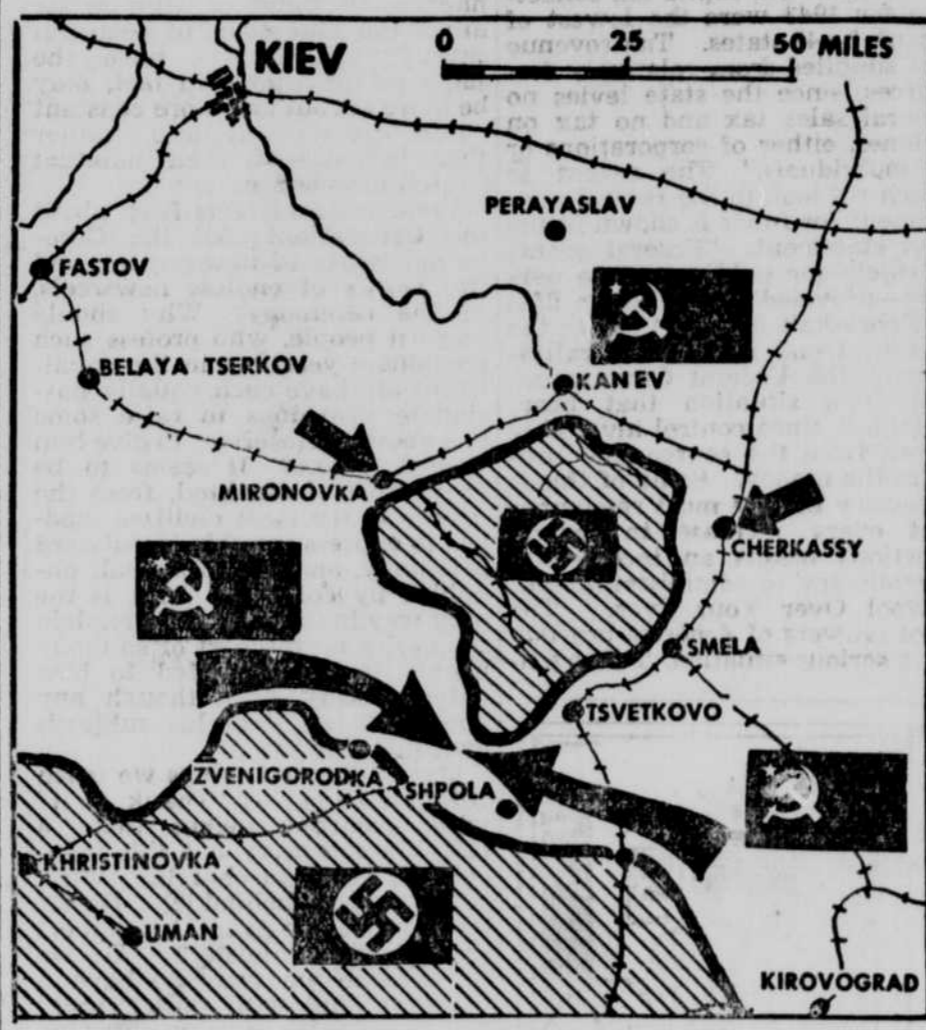 KIEV
0 25 50 MILES
PERAYASLAV
FASTOV
BELAYA TSERKOV
KANEV
MIRONOVKA
CHERKASSY
SMELA
TSVETKOVO
ZVENIGORODKA
SHPOLA
KHRISTINOVKA
UMAN
KIROVOGRAD